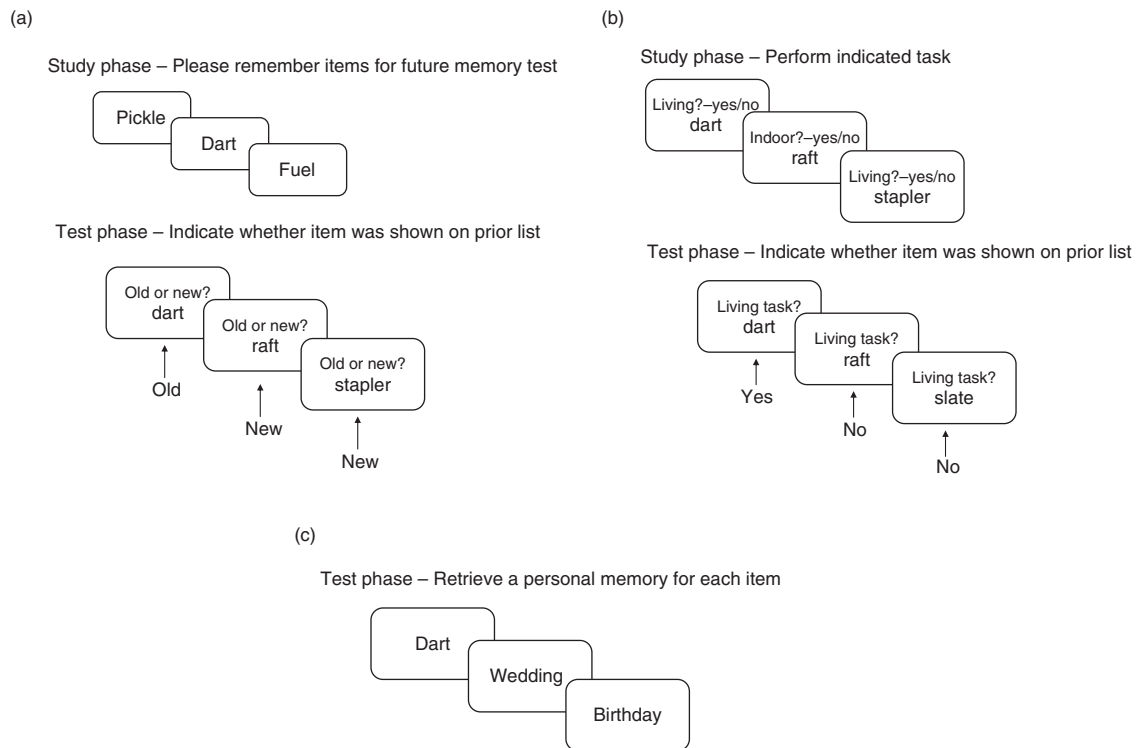 (a)
Study phase – Please remember items for future memory test
Pickle
Dart
Fuel
Test phase – Indicate whether item was shown on prior list
Old or new?
dart
Old or new?
raft
Old or new?
stapler
Old
New
New
(b)
Study phase – Perform indicated task
Living?–yes/no
dart
Indoor?–yes/no
raft
Living?–yes/no
stapler
Test phase – Indicate whether item was shown on prior list
Living task?
dart
Living task?
raft
Living task?
slate
Yes
No
No
(c)
Test phase – Retrieve a personal memory for each item
Dart
Wedding
Birthday